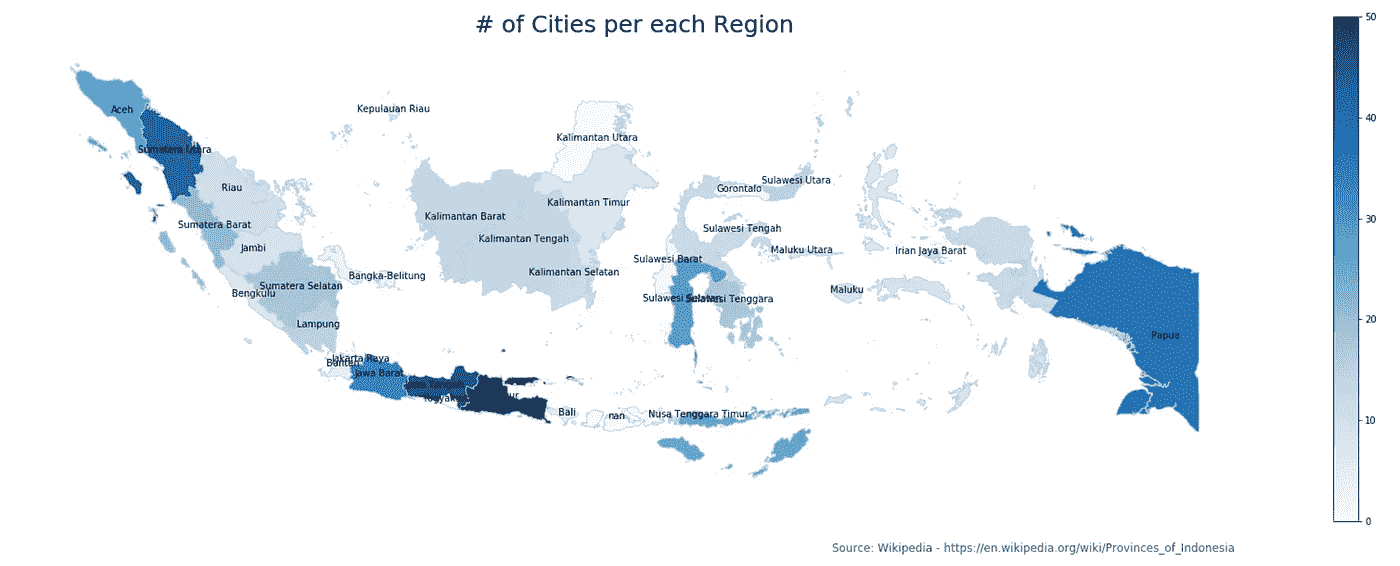 # of Cities per each Region
50
Aceh
Kepulauan Riau
40
Kalimantan Utara
Sumatera Utara
Sulawesi Utara
Riau
Gorontalo
Kalimantan Timur
30
Kalimantan Barat
Sumatera Barat
Sulawesi Tengah
Kalimantan Tengah
Jambi
Maluku Utara
Irian Jaya Barat
Sulawesi Barat
Kalimantan Selatan
Bangka-Belitung
Sumatera Selatan
Maluku
Bengkulu
Sulawesi Selatan
Sulawesi Tenggara
20
Lampung
Papua
Jakarta Raya
Banten
Jawa Barat
Bali
nan
Nusa Tenggara Timur
10
0
Source: Wikipedia - https://en.wikipedia.org/wiki/Provinces_of_Indonesia